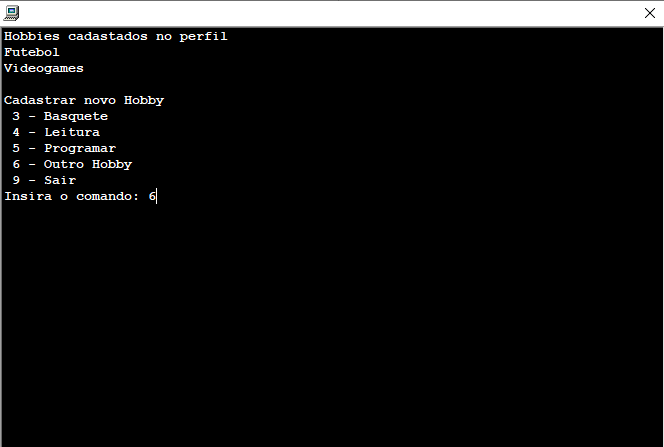 Hobbies cadastados no perfil
Futebol
Videogames
Cadastrar novo Hobby
3 - Basquete
4 - Leitura
5 - Programar
6 - Outro Hobby
9 - Sair
Insira o comando: 6